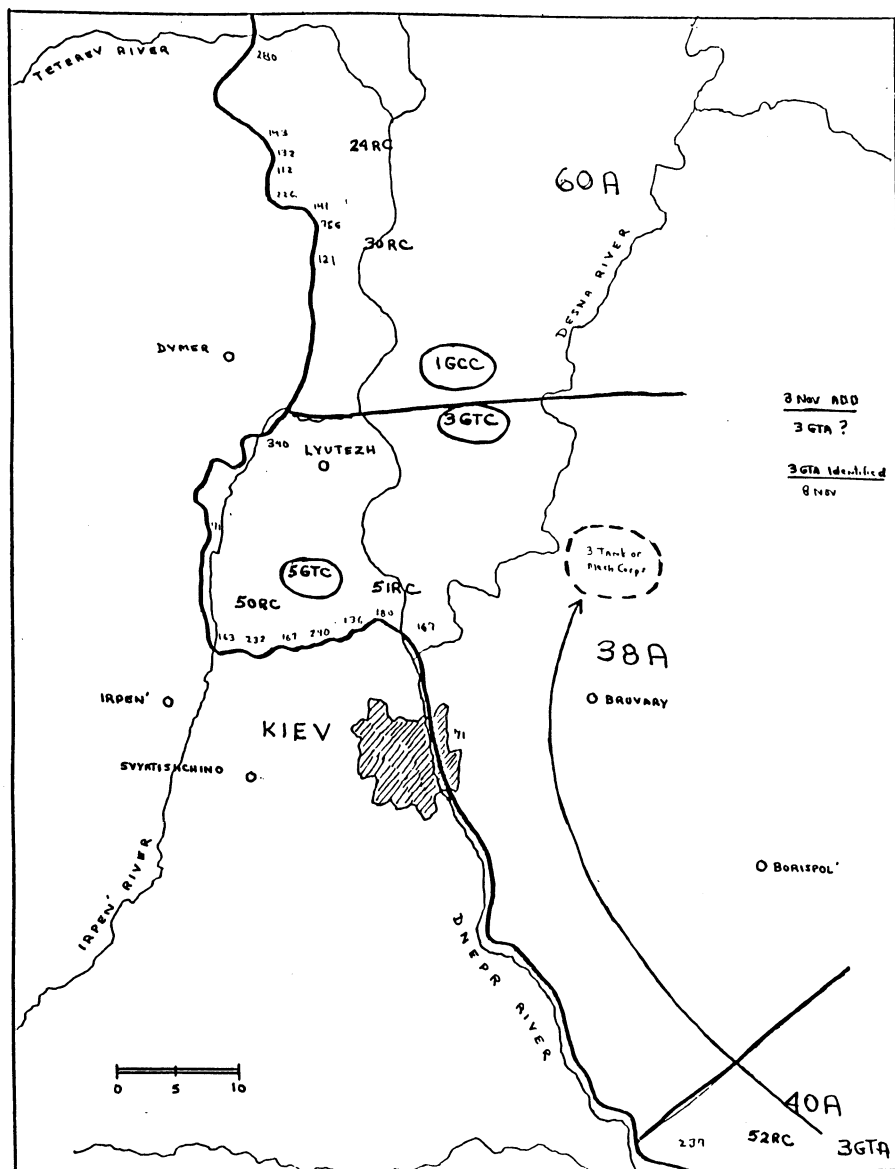 TETEREV RIVER
280
143
132
112
226
141
24RC
60A
756
30RC
121
DESNA RIVER
DYMER
1GCC
3GTC
3 NOV ADD
3 GTA ?
340
LYUTEZH
3GTA Identified
8 NOV
71
3 Tank or
Mech Corps
5GTC
51RC
50RC
136
180
167
163
232
167
240
38A
IRPEN'
BROVARY
KIEV
71
SVYATISHCHINO
BORISPOL'
IRPEN' RIVER
DNEPR RIVER
0 5 10
40A
237
52RC
3GTA